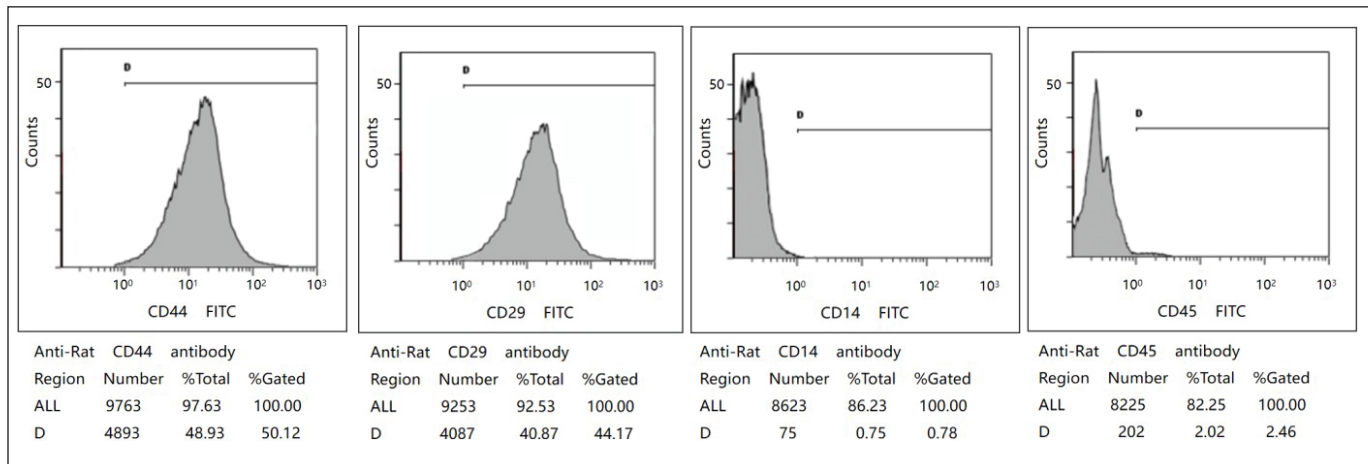 D
50
Counts
10⁰ 10¹ 10² 10³
CD44 FITC
Anti-Rat CD44 antibody
Region Number %Total %Gated
ALL 9763 97.63 100.00
D 4893 48.93 50.12
D
50
Counts
10⁰ 10¹ 10² 10³
CD29 FITC
Anti-Rat CD29 antibody
Region Number %Total %Gated
ALL 9253 92.53 100.00
D 4087 40.87 44.17
50
D
Counts
10⁰ 10¹ 10² 10³
CD14 FITC
Anti-Rat CD14 antibody
Region Number %Total %Gated
ALL 8623 86.23 100.00
D 75 0.75 0.78
50
D
Counts
10⁰ 10¹ 10² 10³
CD45 FITC
Anti-Rat CD45 antibody
Region Number %Total %Gated
ALL 8225 82.25 100.00
D 202 2.02 2.46